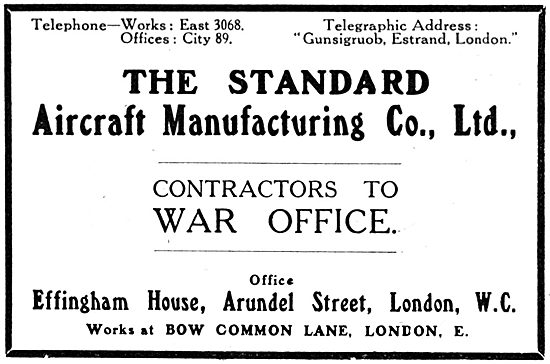 Telephone—Works: East 3068.
Offices: City 89.
Telegraphic Address:
"Gunsigruob, Estrand, London."
THE STANDARD
Aircraft Manufacturing Co., Ltd.,
CONTRACTORS TO
WAR OFFICE.
Office
Effingham House, Arundel Street, London, W.C.
Works at BOW COMMON LANE, LONDON, E.